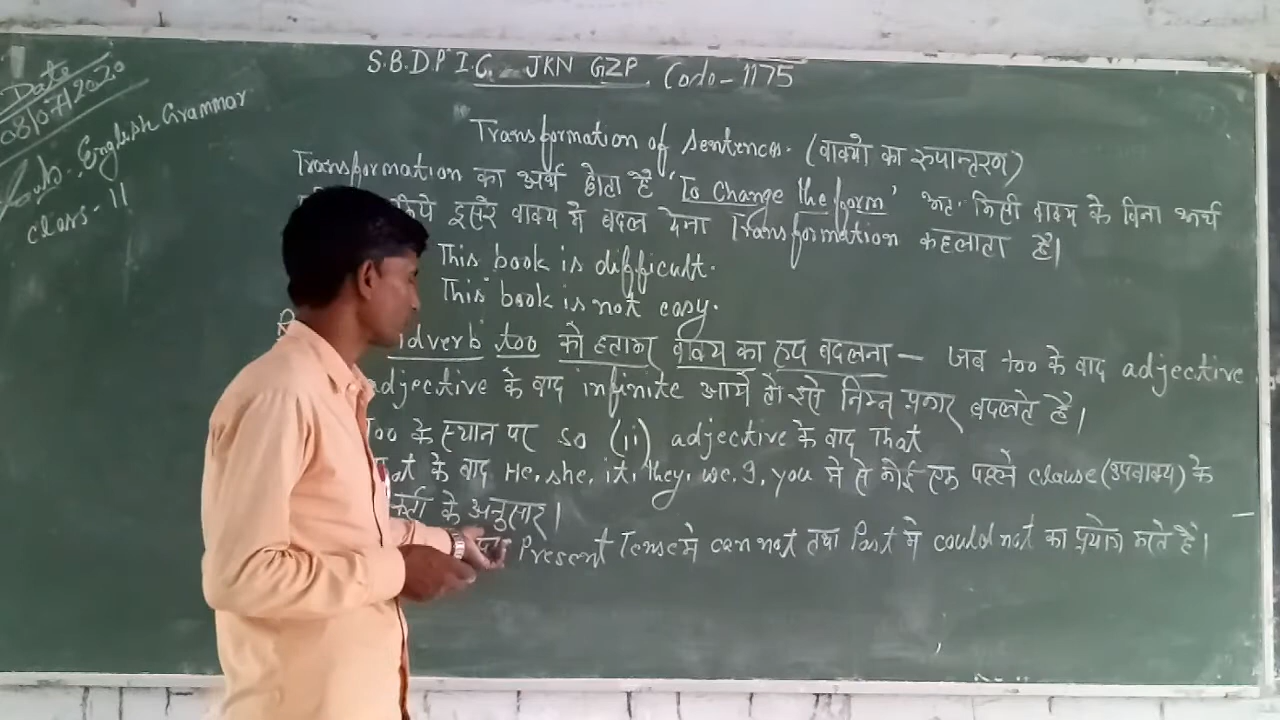 S.B.D.P I.C. JKN GZP. Code-1175
Date
08/07/2020
Sub. English Grammar
Class-11
Transformation of Sentences. (वाक्यो का रुपान्तरण)
Transformation का अर्थ होता है 'To Change the form' अतः किसी वाक्य के बिना अर्थ
दूसरे वाक्य मे बदल देना Transformation कहलाता है।
This book is difficult.
This book is not easy.
adverb too को हटाकर वाक्य का रुप बदलना — जब too के बाद adjective
adjective के बाद infinite आये तो इसे निम्न प्रकार बदलते है।
Too के स्थान पर so (ii) adjective के बाद That
के बाद He, she, it, they, we, I, you मे से कोई एक पहले clause (उपवाक्य) के
कर्ता के अनुसार।
Present Tense मे can not तथा Past मे could not का प्रयोग करते हैं।